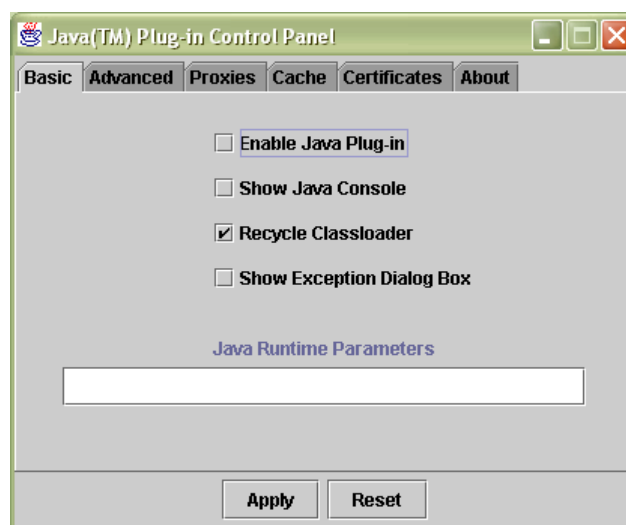 Java(TM) Plug-in Control Panel
Basic Advanced Proxies Cache Certificates About
Enable Java Plug-in
Show Java Console
Recycle Classloader
Show Exception Dialog Box
Java Runtime Parameters
Apply Reset